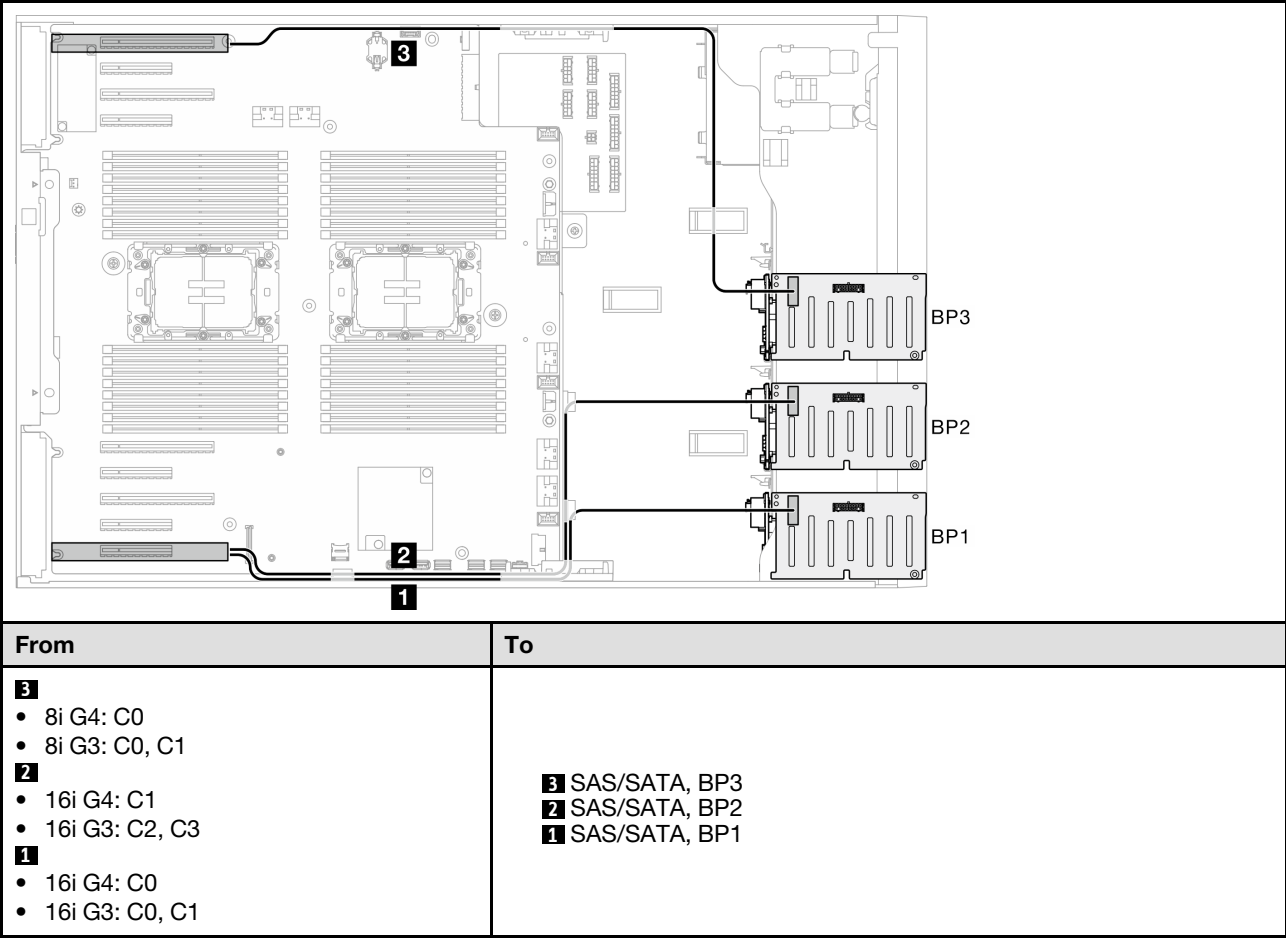 3
BP3
BP2
BP1
2
1
From
To
3
• 8i G4: C0
• 8i G3: C0, C1
2
• 16i G4: C1
• 16i G3: C2, C3
1
• 16i G4: C0
• 16i G3: C0, C1
3 SAS/SATA, BP3
2 SAS/SATA, BP2
1 SAS/SATA, BP1